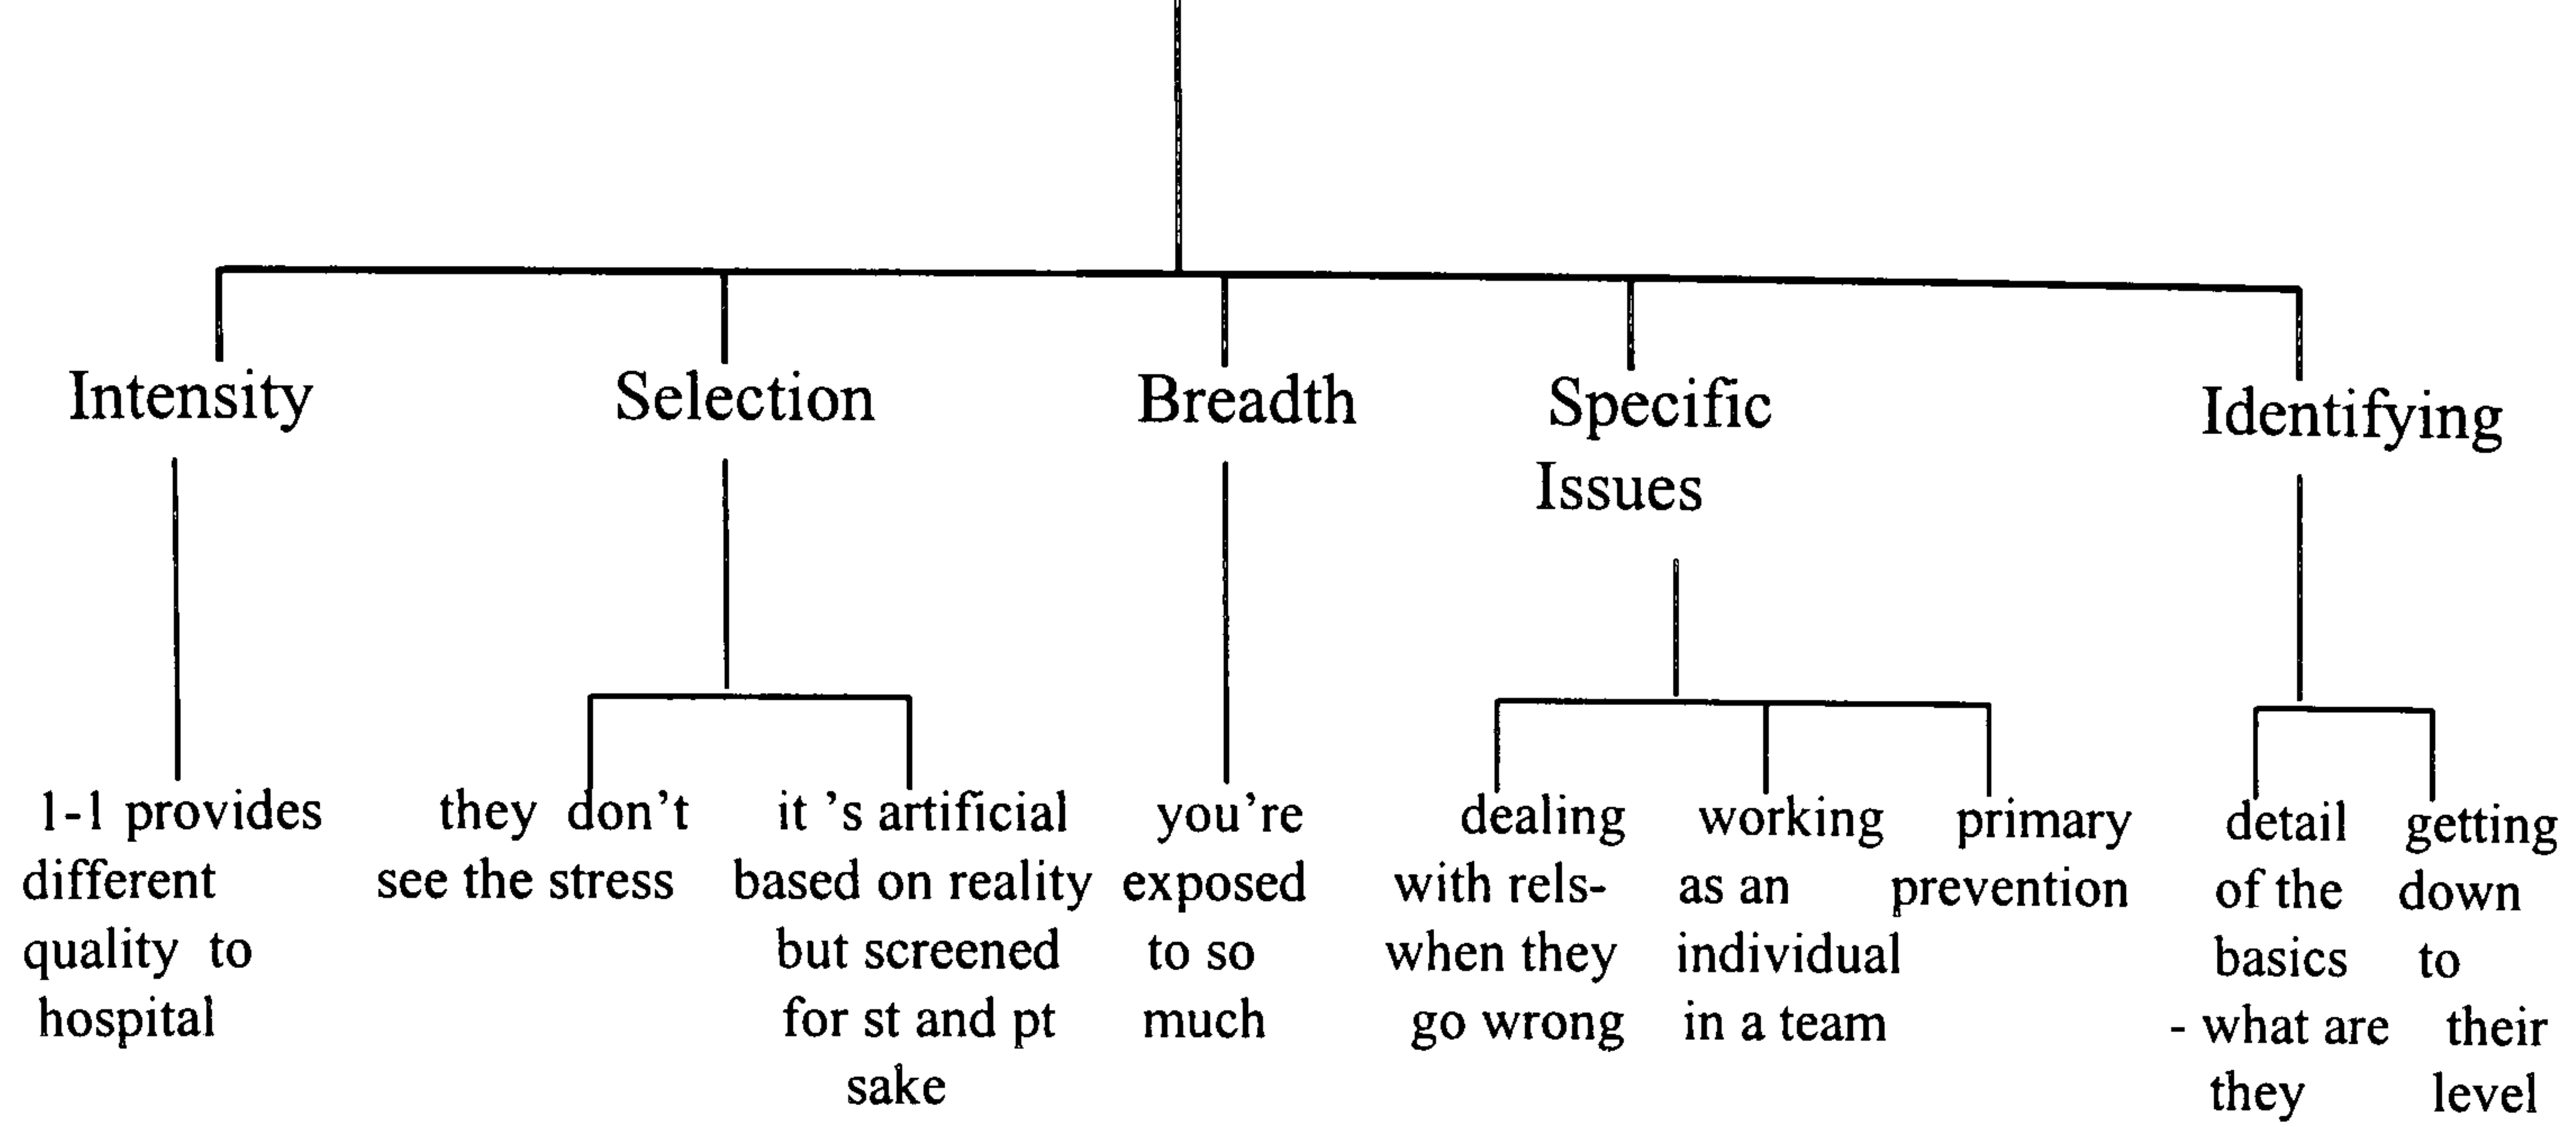 Intensity
Selection
Breadth
Specific
Issues
Identifying
1-1 provides
different
quality to
hospital
they don't
see the stress
it 's artificial
based on reality
but screened
for st and pt
sake
you're
exposed
to so
much
dealing
with rels-
when they
go wrong
working
as an
individual
in a team
primary
prevention
detail
of the
basics
- what are
they
getting
down
to
their
level